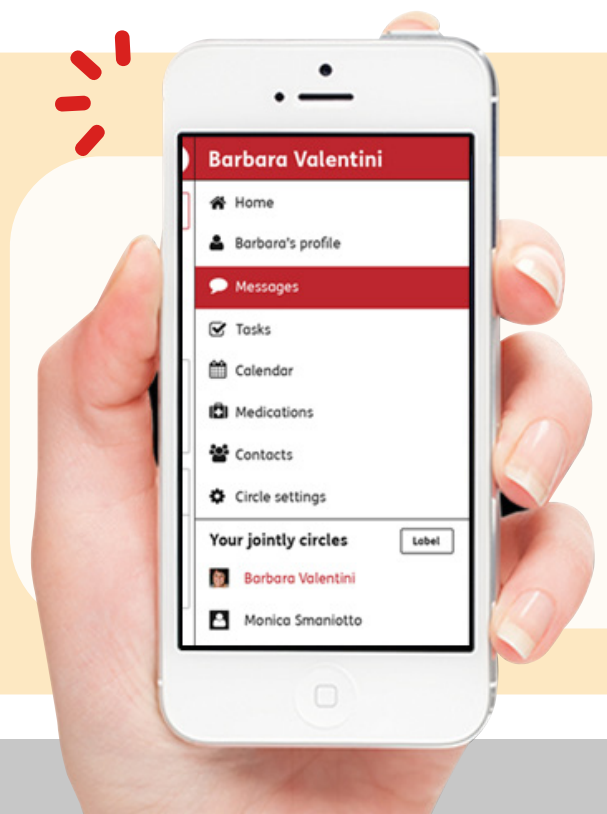 Barbara Valentini
Home
Barbara's profile
Messages
Tasks
Calendar
Medications
Contacts
Circle settings
Your jointly circles
Label
Barbara Valentini
Monica Smaniotto